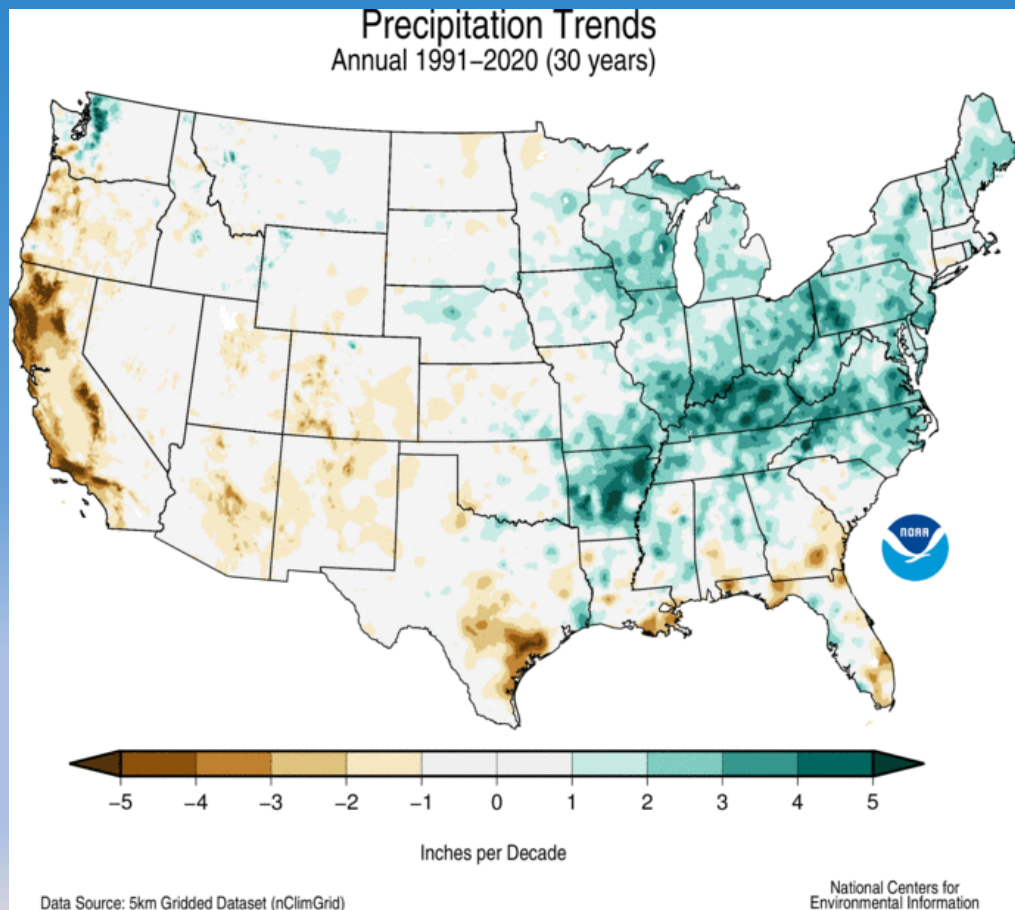 Precipitation Trends
Annual 1991–2020 (30 years)
NOAA
−5 −4 −3 −2 −1 0 1 2 3 4 5
Inches per Decade
Data Source: 5km Gridded Dataset (nClimGrid)
National Centers for
Environmental Information